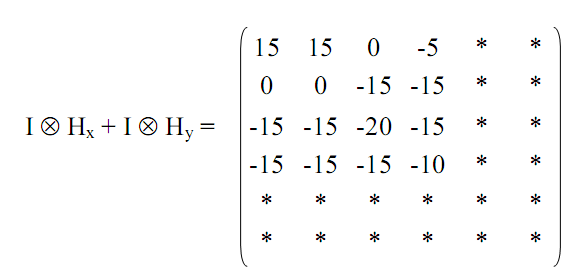 15 15 0 -5 * *
0 0 -15 -15 * *
I ⊗ Hx + I ⊗ Hy = -15 -15 -20 -15 * *
-15 -15 -15 -10 * *
* * * * * *
* * * * * *